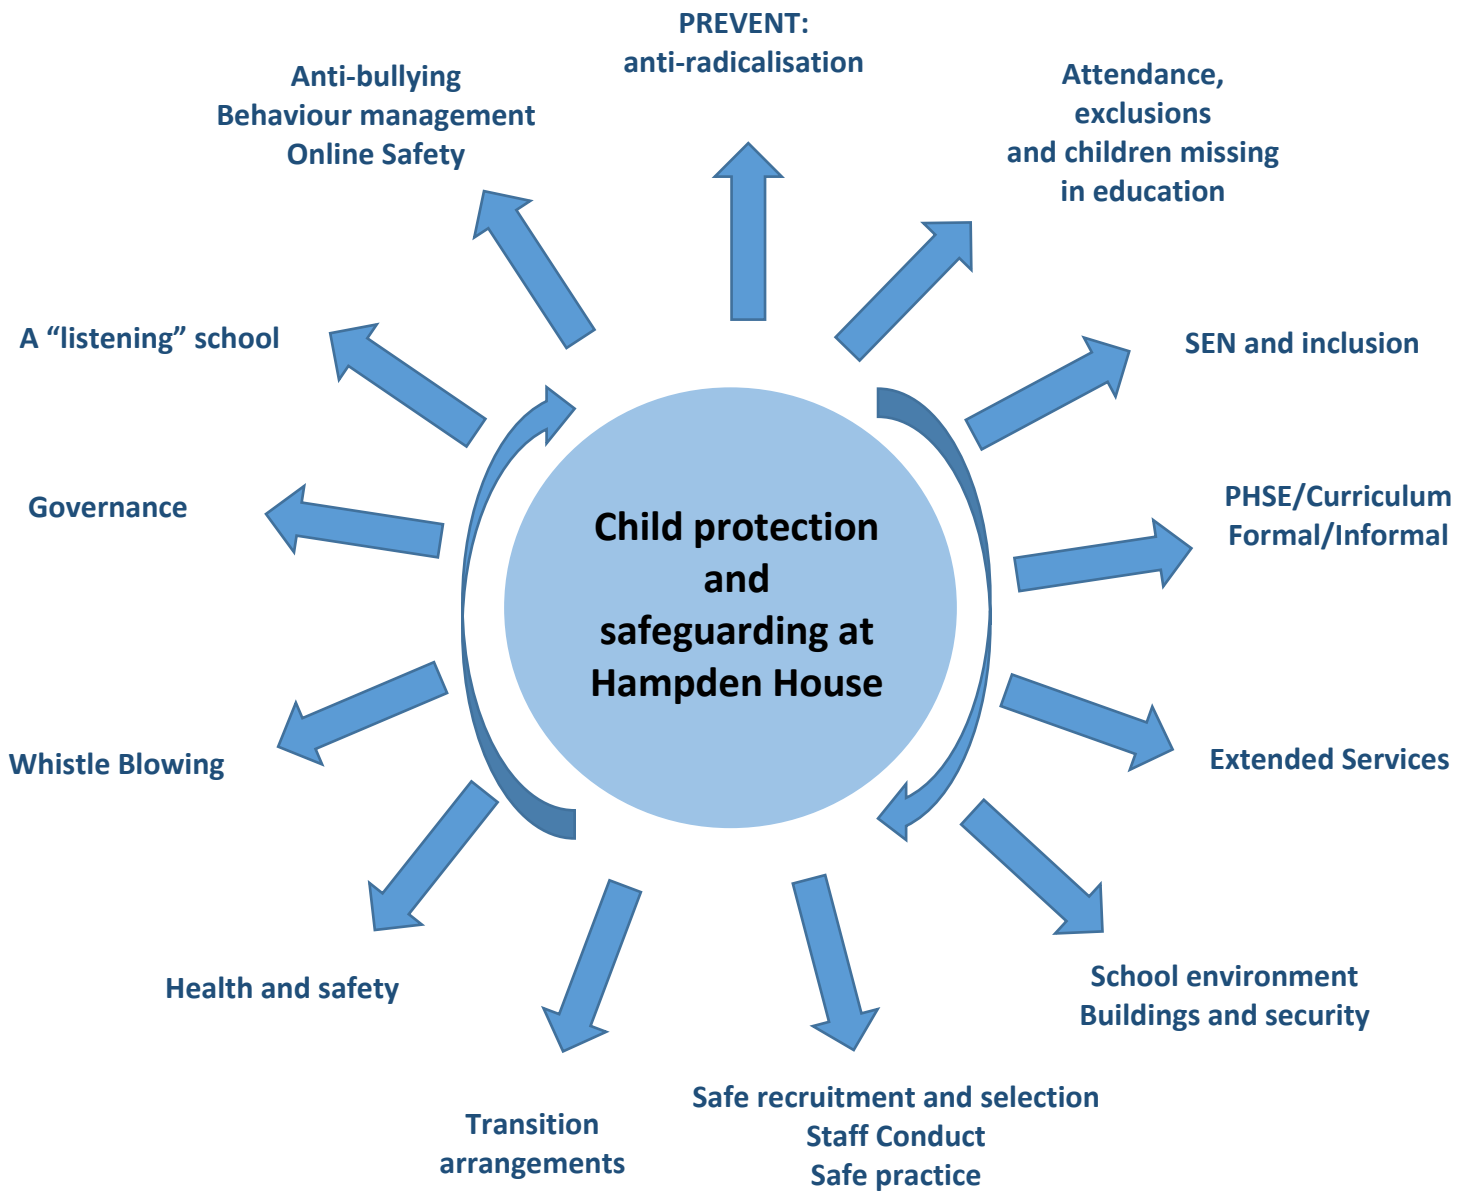 PREVENT:
anti-radicalisation
Anti-bullying
Behaviour management
Online Safety
Attendance,
exclusions
and children missing
in education
A “listening” school
SEN and inclusion
Governance
PHSE/Curriculum
Formal/Informal
Child protection
and
safeguarding at
Hampden House
Whistle Blowing
Extended Services
Health and safety
School environment
Buildings and security
Transition
arrangements
Safe recruitment and selection
Staff Conduct
Safe practice